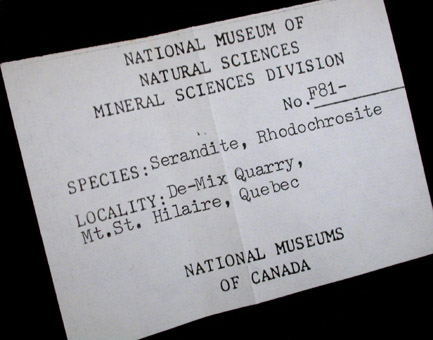 NATIONAL MUSEUM OF
NATURAL SCIENCES
MINERAL SCIENCES DIVISION
No.F81-
SPECIES:Serandite, Rhodochrosite
LOCALITY:De-Mix Quarry,
Mt.St. Hilaire, Quebec
NATIONAL MUSEUMS
OF CANADA